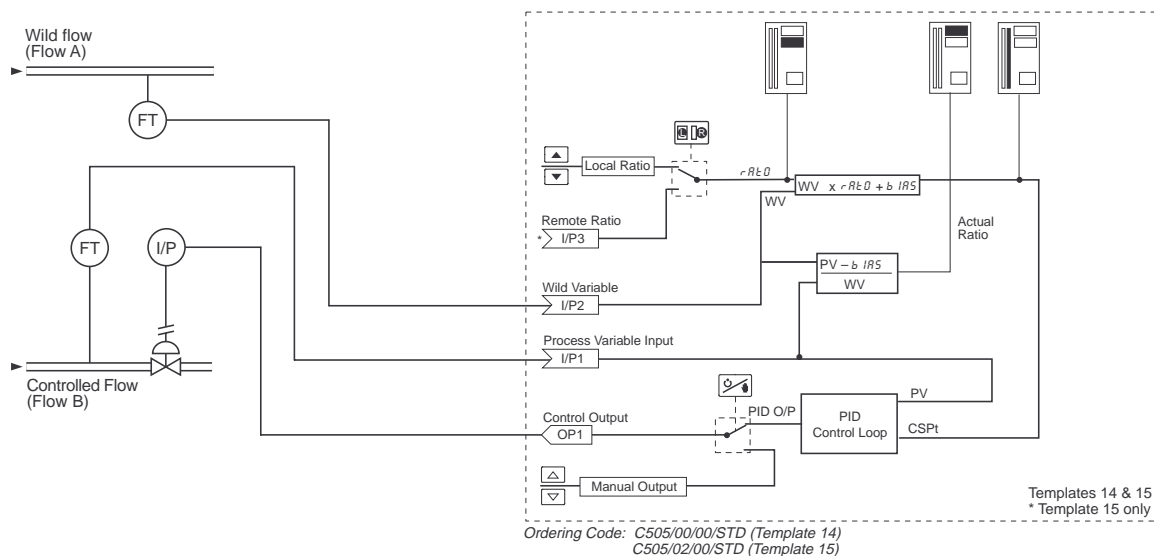 Wild flow
(Flow A)
FT
L R
Local Ratio
rAtO
WV x rAtO + bIAS
WV
Remote Ratio
* I/P3
Actual
Ratio
FT
I/P
PV – bIAS
WV
Wild Variable
I/P2
Process Variable Input
I/P1
Controlled Flow
(Flow B)
PV
Control Output
OP1
PID O/P
PID
Control Loop
CSPt
Manual Output
Templates 14 & 15
* Template 15 only
Ordering Code: C505/00/00/STD (Template 14)
C505/02/00/STD (Template 15)